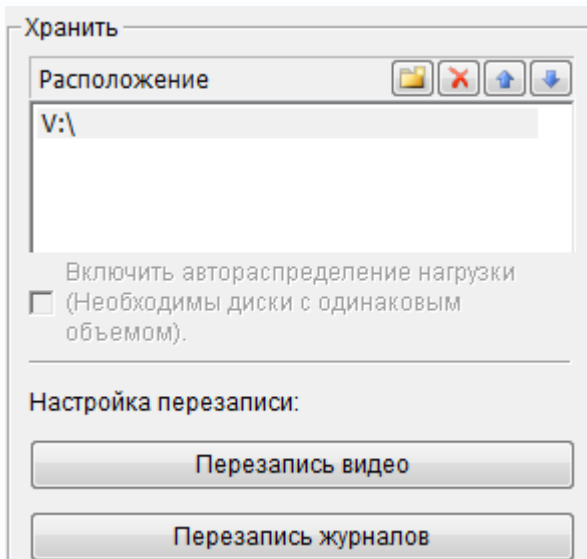 Хранить
Расположение
V:\
Включить автораспределение нагрузки
(Необходимы диски с одинаковым
объемом).
Настройка перезаписи:
Перезапись видео
Перезапись журналов